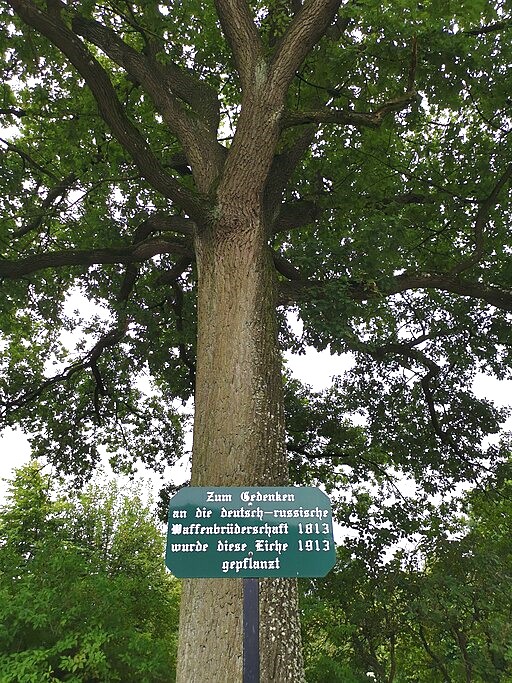 Zum Gedenken
an die deutsch-russische
Waffenbrüderschaft 1813
wurde diese Eiche 1913
gepflanzt